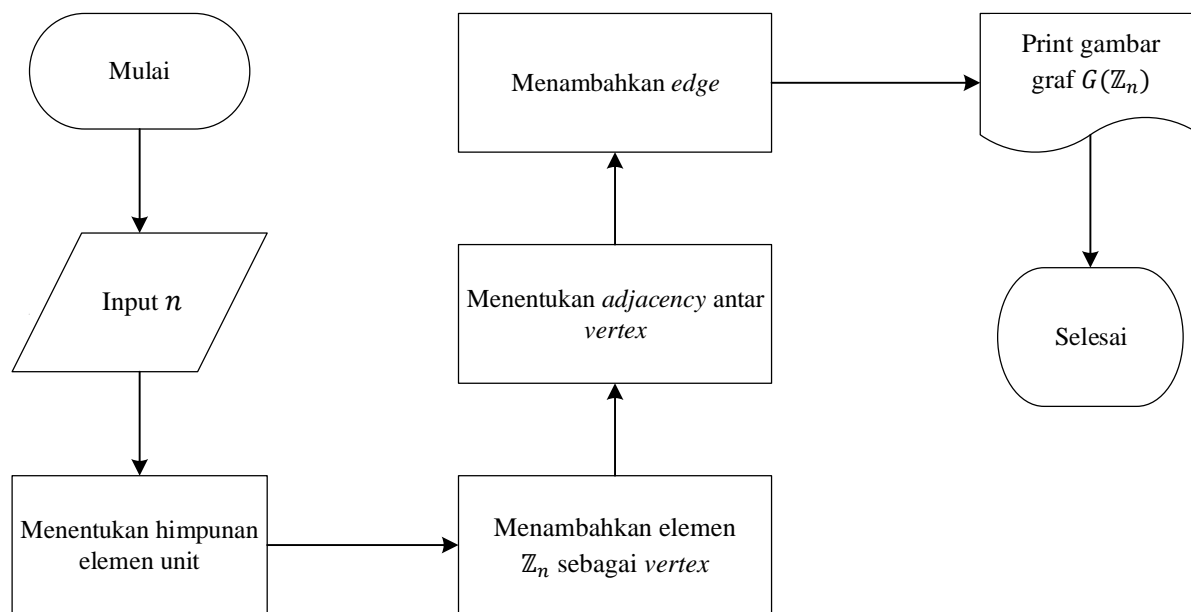 Mulai
Input 𝑛
Menentukan himpunan
elemen unit
Menambahkan elemen
ℤ𝑛 sebagai vertex
Menentukan adjacency antar
vertex
Menambahkan edge
Print gambar
graf 𝐺(ℤ𝑛)
Selesai